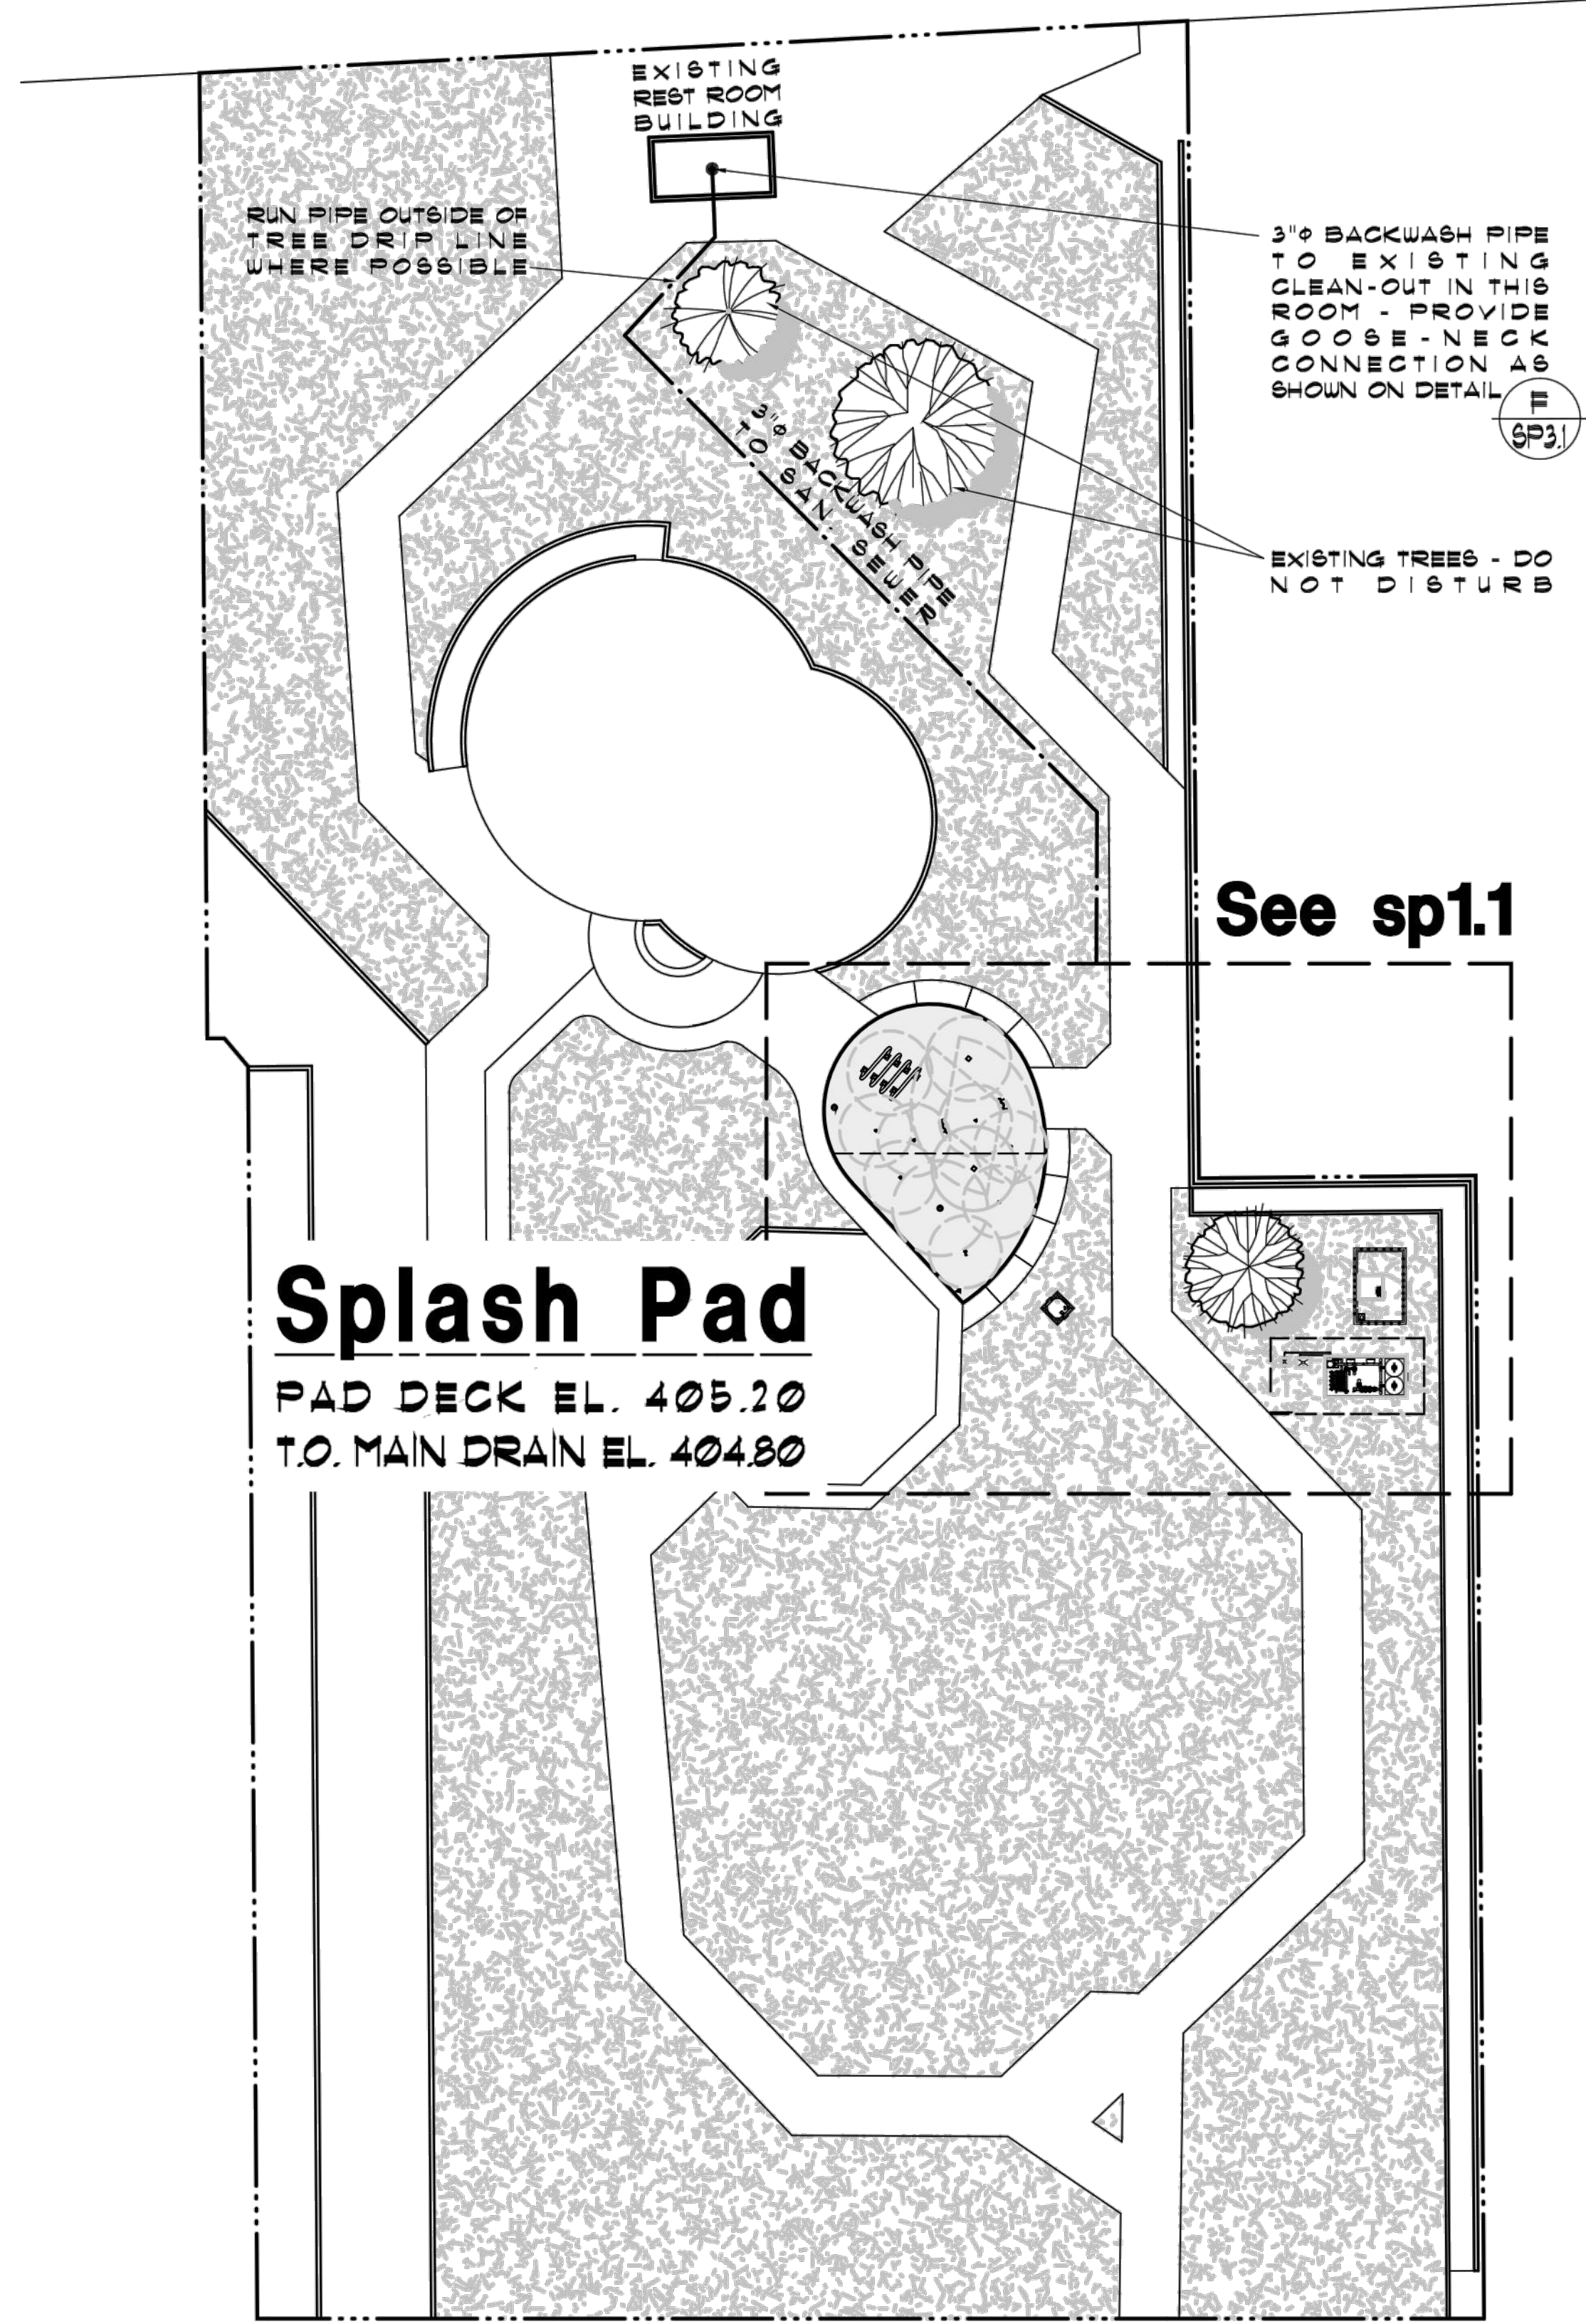 EXISTING
REST ROOM
BUILDING
RUN PIPE OUTSIDE OF
TREE DRIP LINE
WHERE POSSIBLE
3"Φ BACKWASH PIPE
TO EXISTING
CLEAN-OUT IN THIS
ROOM - PROVIDE
GOOSE-NECK
CONNECTION AS
SHOWN ON DETAIL
F
SP3.1
3"Φ BACKWASH PIPE
TO SAN. SEWER
EXISTING TREES - DO
NOT DISTURB
See sp1.1
Splash Pad
PAD DECK EL. 405.20
T.O. MAIN DRAIN EL. 404.80